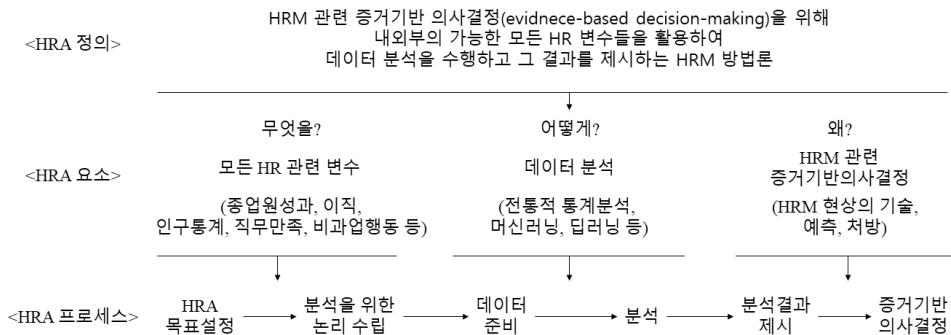 <HRA 정의>
HRM 관련 증거기반 의사결정(evidnece-based decision-making)을 위해
내외부의 가능한 모든 HR 변수들을 활용하여
데이터 분석을 수행하고 그 결과를 제시하는 HRM 방법론
<HRA 요소>
무엇을?
모든 HR 관련 변수
(종업원성과, 이직,
인구통계, 직무만족, 비과업행동 등)
어떻게?
데이터 분석
(전통적 통계분석,
머신러닝, 딥러닝 등)
왜?
HRM 관련
증거기반의사결정
(HRM 현상의 기술,
예측, 처방)
<HRA 프로세스>
HRA
목표설정
분석을 위한
논리 수립
데이터
준비
분석
분석결과
제시
증거기반
의사결정